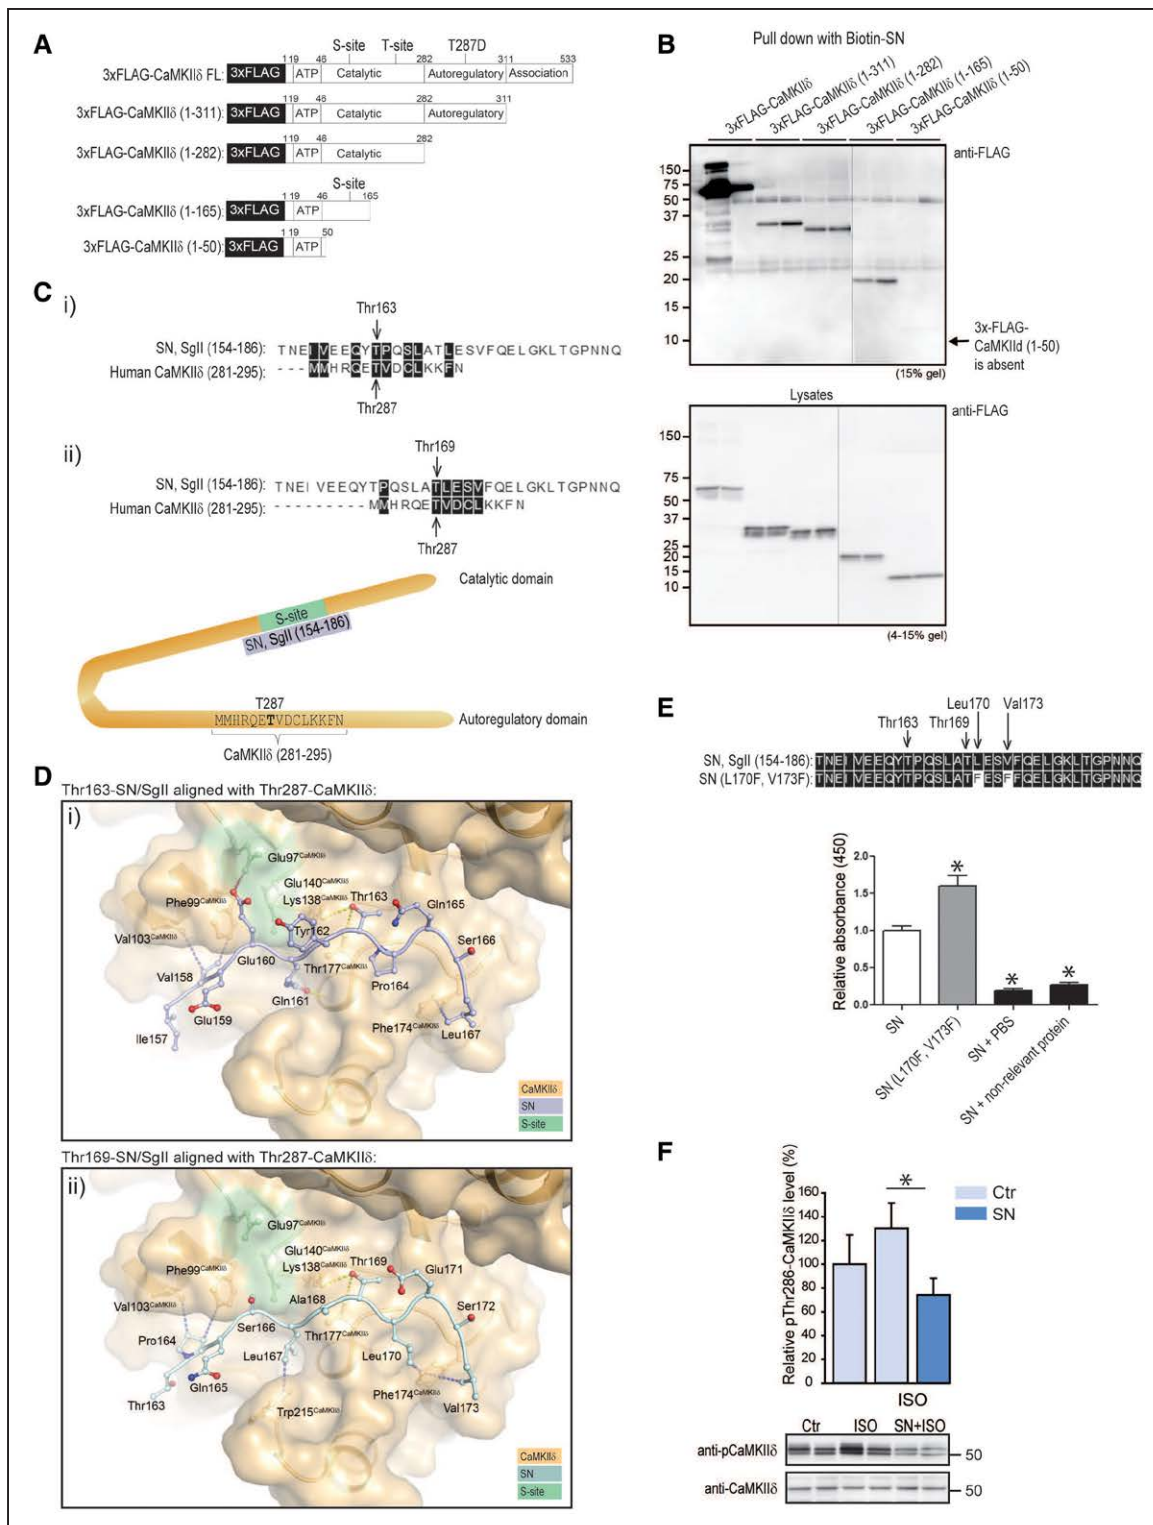 A
S-site T-site T287D
1 19 46 282 311 533
3xFLAG-CaMKIIδ FL: 3xFLAG ATP Catalytic Autoregulatory Association
1 19 46 282 311
3xFLAG-CaMKIIδ (1-311): 3xFLAG ATP Catalytic Autoregulatory
1 19 46 282
3xFLAG-CaMKIIδ (1-282): 3xFLAG ATP Catalytic
S-site
1 19 46 165
3xFLAG-CaMKIIδ (1-165): 3xFLAG ATP
1 19 50
3xFLAG-CaMKIIδ (1-50): 3xFLAG ATP
B
Pull down with Biotin-SN
3xFLAG-CaMKIIδ
3xFLAG-CaMKIIδ (1-311)
3xFLAG-CaMKIIδ (1-282)
3xFLAG-CaMKIIδ (1-165)
3xFLAG-CaMKIIδ (1-50)
anti-FLAG
150
75
50
37
25
20
15
10
3x-FLAG-
CaMKIId (1-50)
is absent
(15% gel)
Lysates
anti-FLAG
150
75
50
37
25
20
15
10
(4-15% gel)
C
i)
Thr163
SN, SgII (154-186): TNEIVEEQYTPQSLATLESVFQELGKLTGPNNQ
Human CaMKIIδ (281-295): - - - - MMHRQETVDCLKKFN
Thr287
ii)
Thr169
SN, SgII (154-186): TNEIVEEQYTPQSLATLESVFQELGKLTGPNNQ
Human CaMKIIδ (281-295): - - - - - - - - - - MMHRQETVDCLKKFN
Thr287
Catalytic domain
S-site
SN, SgII (154-186)
T287
MMHRQETVDCLKKFN Autoregulatory domain
CaMKIIδ (281-295)
D
Thr163-SN/SgII aligned with Thr287-CaMKIIδ:
i)
Glu97CaMKIIδ
Glu140CaMKIIδ
Phe99CaMKIIδ Lys138CaMKIIδ Thr163 Gln165
Val103CaMKIIδ Tyr162 Ser166
Glu160
Val158 Thr177CaMKIIδ Pro164
Gln161
Glu159 Phe174CaMKIIδ Leu167
Ile157
CaMKIIδ
SN
S-site
Thr169-SN/SgII aligned with Thr287-CaMKIIδ:
ii)
Glu97CaMKIIδ
Glu140CaMKIIδ
Phe99CaMKIIδ Lys138CaMKIIδ Thr169 Glu171
Val103CaMKIIδ Ala168 Ser172
Pro164 Ser166 Thr177CaMKIIδ
Leu167 Leu170
Gln165 Phe174CaMKIIδ
Thr163 Trp215CaMKIIδ Val173
CaMKIIδ
SN
S-site
E
Leu170 Val173
Thr163 Thr169
SN, SgII (154-186): TNEIVEEQYTPQSLATLESVFQELGKLTGPNNQ
SN (L170F, V173F): TNEIVEEQYTPQSLATFESFFQELGKLTGPNNQ
Relative absorbance (450)
2.0
1.5
1.0
0.5
0.0
*
*
*
SN
SN (L170F, V173F)
SN + PBS
SN + non-relevant protein
F
Relative pThr286-CaMKIIδ level (%)
160
140
120
100
80
60
40
20
0
*
Ctr
SN
ISO
Ctr ISO SN+ISO
anti-pCaMKIIδ 50
anti-CaMKIIδ 50